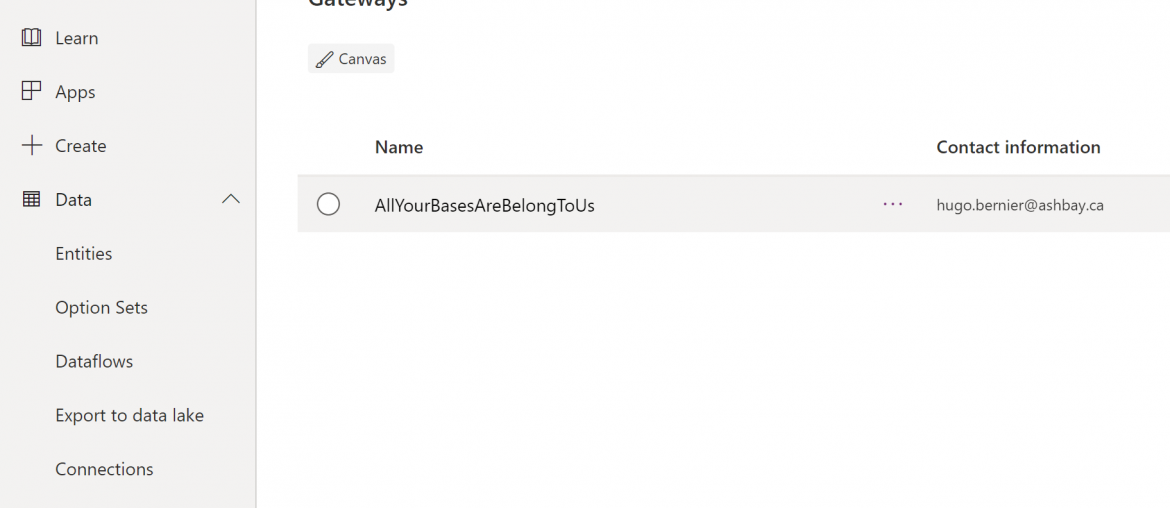 Gateways
Learn
Apps
Create
Data
Entities
Option Sets
Dataflows
Export to data lake
Connections
Canvas
Name Contact information
AllYourBasesAreBelongToUs ··· hugo.bernier@ashbay.ca